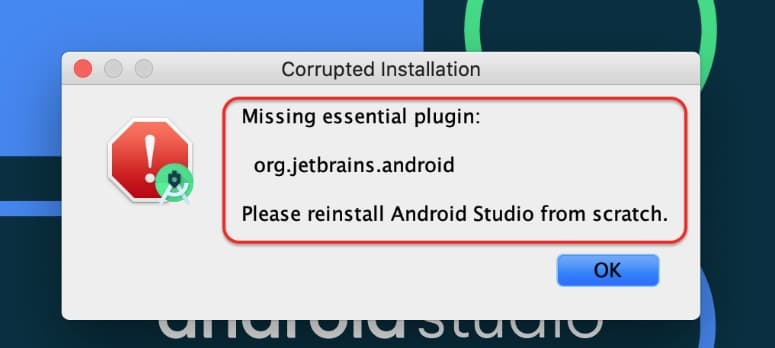 Corrupted Installation
Missing essential plugin:
org.jetbrains.android
Please reinstall Android Studio from scratch.
OK
android studio